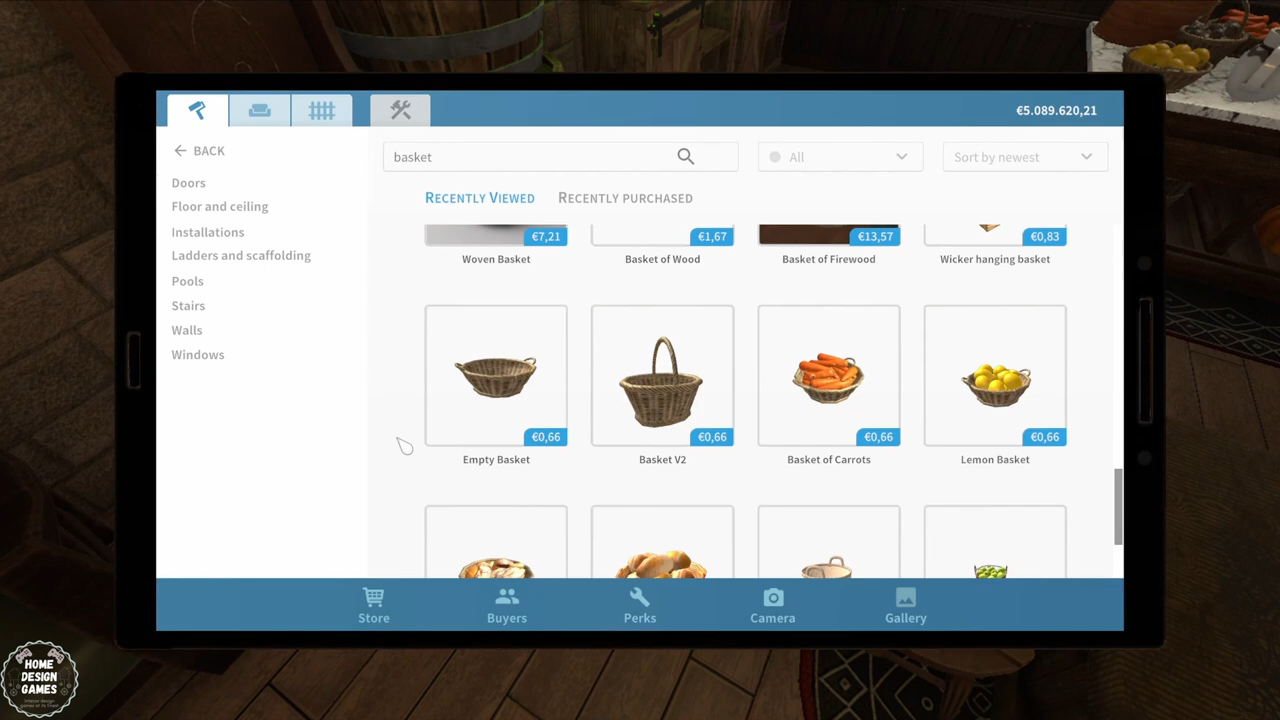 €5.089.620,21
BACK
basket
All
Sort by newest
Doors
Floor and ceiling
Installations
Ladders and scaffolding
Pools
Stairs
Walls
Windows
RECENTLY VIEWED
RECENTLY PURCHASED
€7,21
€1,67
€13,57
€0,83
Woven Basket
Basket of Wood
Basket of Firewood
Wicker hanging basket
€0,66
€0,66
€0,66
€0,66
Empty Basket
Basket V2
Basket of Carrots
Lemon Basket
Store
Buyers
Perks
Camera
Gallery
HOME
DESIGN
GAMES